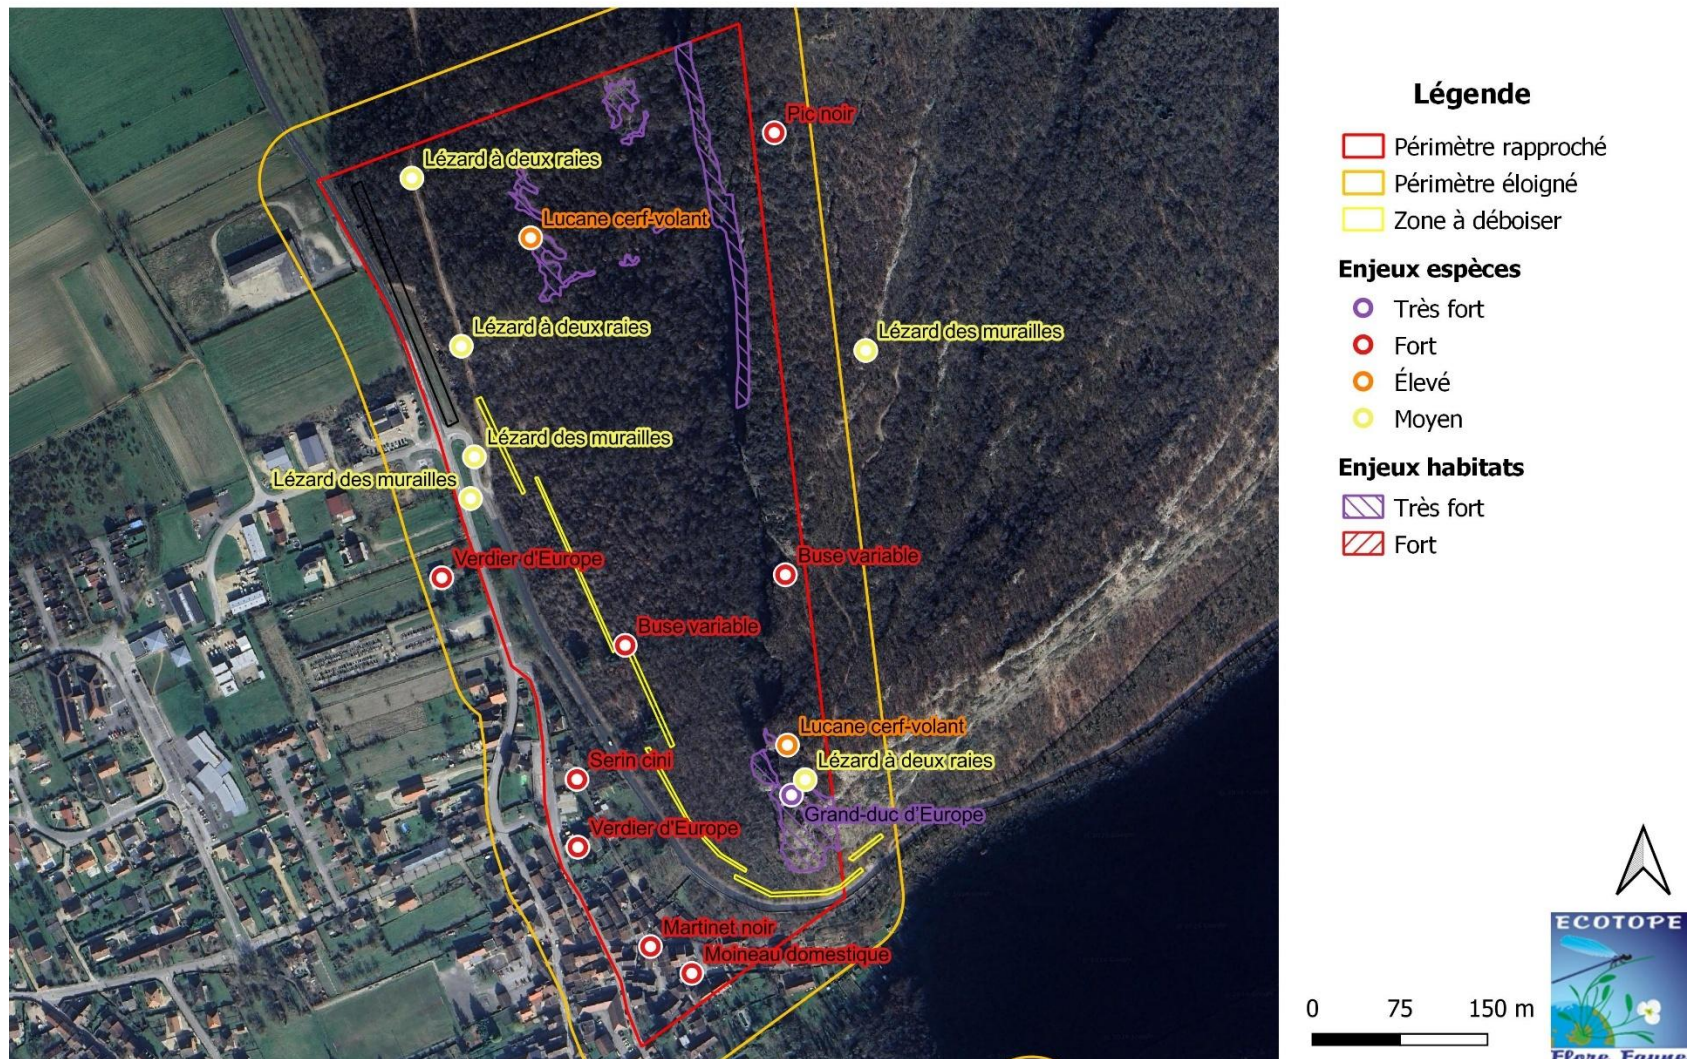 Pic noir
Lézard à deux raies
Lucane cerf-volant
Lézard à deux raies
Lézard des murailles
Lézard des murailles
Lézard des murailles
Verdier d'Europe
Buse variable
Buse variable
Lucane cerf-volant
Serin cini
Lézard à deux raies
Grand-duc d'Europe
Verdier d'Europe
Martinet noir
Moineau domestique
Légende
Périmètre rapproché
Périmètre éloigné
Zone à déboiser
Enjeux espèces
Très fort
Fort
Élevé
Moyen
Enjeux habitats
Très fort
Fort
0 75 150 m
ECOTOPE
Flore Faune